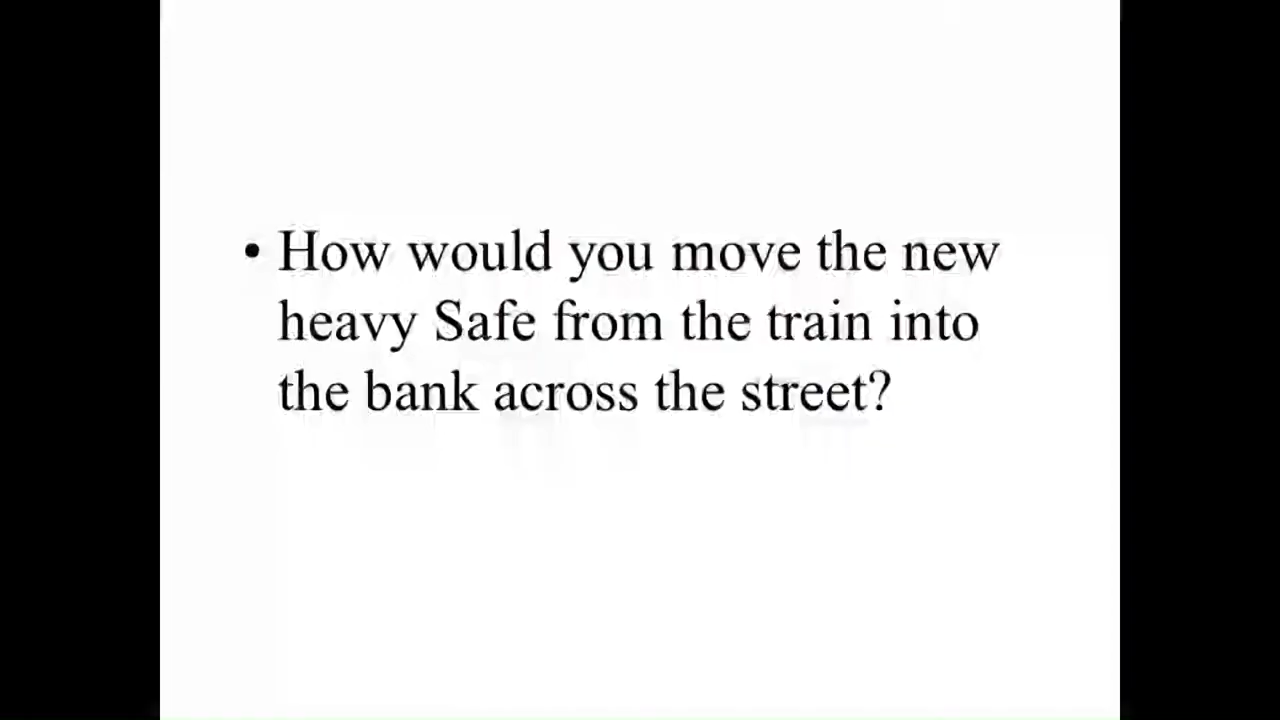 • How would you move the new
heavy Safe from the train into
the bank across the street?